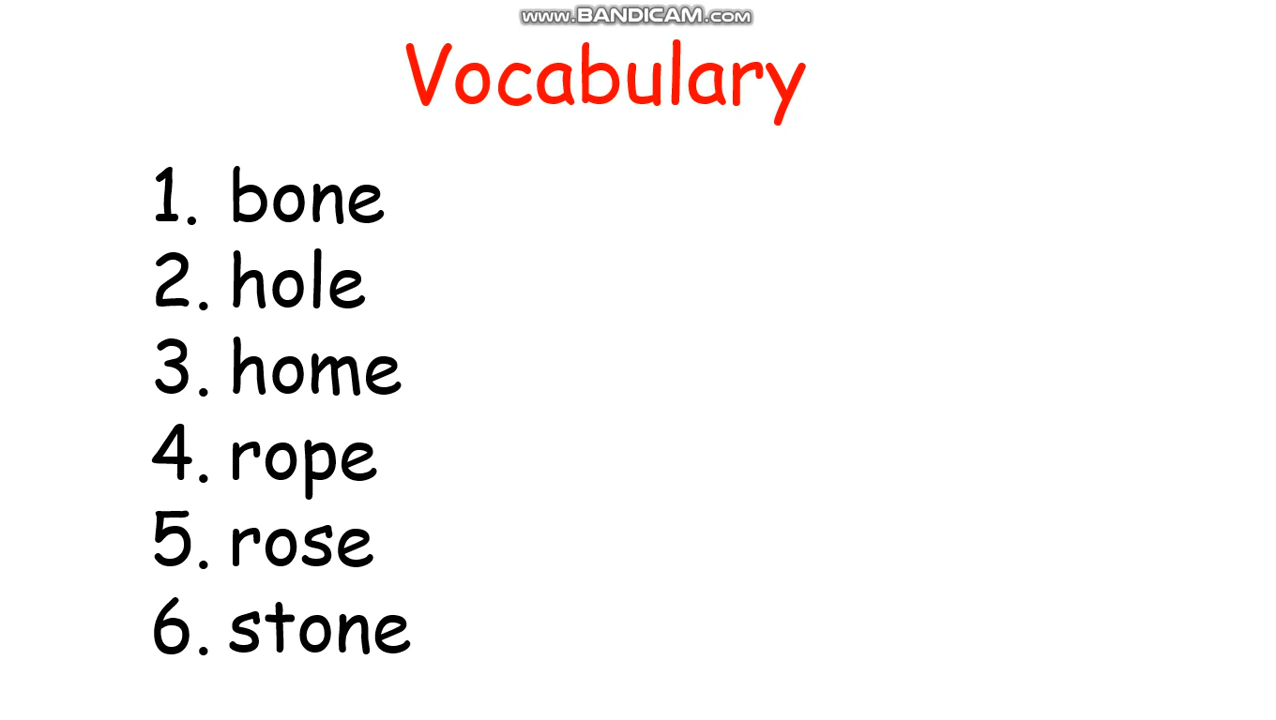 www.BANDICAM.com
Vocabulary
1. bone
2. hole
3. home
4. rope
5. rose
6. stone